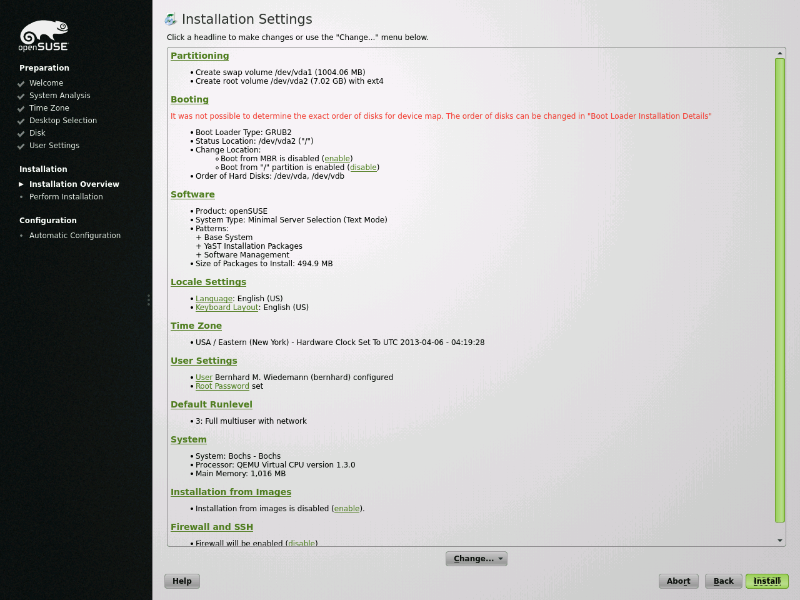 openSUSE
Preparation
Welcome
System Analysis
Time Zone
Desktop Selection
Disk
User Settings
Installation
Installation Overview
Perform Installation
Configuration
Automatic Configuration
Installation Settings
Click a headline to make changes or use the "Change..." menu below.
Partitioning
• Create swap volume /dev/vda1 (1004.06 MB)
• Create root volume /dev/vda2 (7.02 GB) with ext4
Booting
It was not possible to determine the exact order of disks for device map. The order of disks can be changed in "Boot Loader Installation Details"
• Boot Loader Type: GRUB2
• Status Location: /dev/vda2 ("/")
• Change Location:
Boot from MBR is disabled (enable)
Boot from "/" partition is enabled (disable)
• Order of Hard Disks: /dev/vda, /dev/vdb
Software
• Product: openSUSE
• System Type: Minimal Server Selection (Text Mode)
• Patterns:
+ Base System
+ YaST Installation Packages
+ Software Management
• Size of Packages to Install: 494.9 MB
Locale Settings
• Language: English (US)
• Keyboard Layout: English (US)
Time Zone
• USA / Eastern (New York) - Hardware Clock Set To UTC 2013-04-06 - 04:19:28
User Settings
• User Bernhard M. Wiedemann (bernhard) configured
• Root Password set
Default Runlevel
• 3: Full multiuser with network
System
• System: Bochs - Bochs
• Processor: QEMU Virtual CPU version 1.3.0
• Main Memory: 1,016 MB
Installation from Images
• Installation from images is disabled (enable).
Firewall and SSH
• Firewall will be enabled (disable)
Change...
Help
Abort
Back
Install